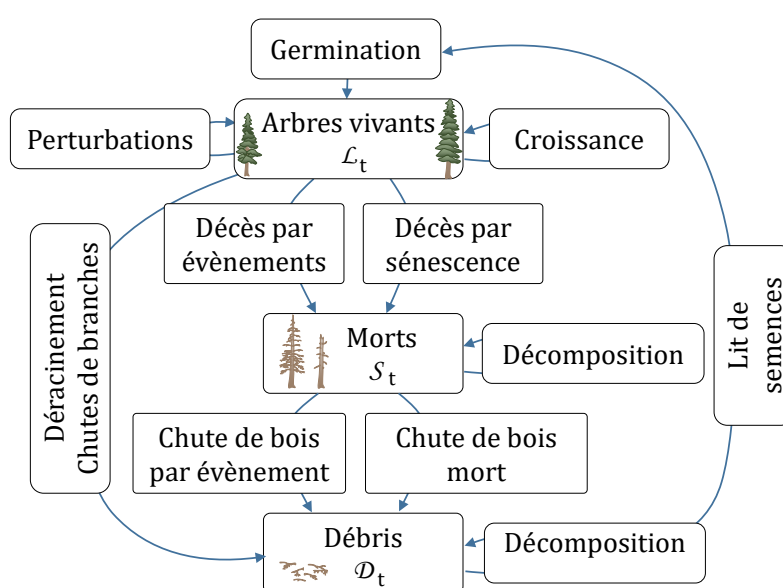 Germination
Perturbations
Arbres vivants
ℒt
Croissance
Décès par
évènements
Décès par
sénescence
Déracinement
Chutes de branches
Morts
𝒮t
Décomposition
Lit de
semences
Chute de bois
par évènement
Chute de bois
mort
Débris
𝒟t
Décomposition